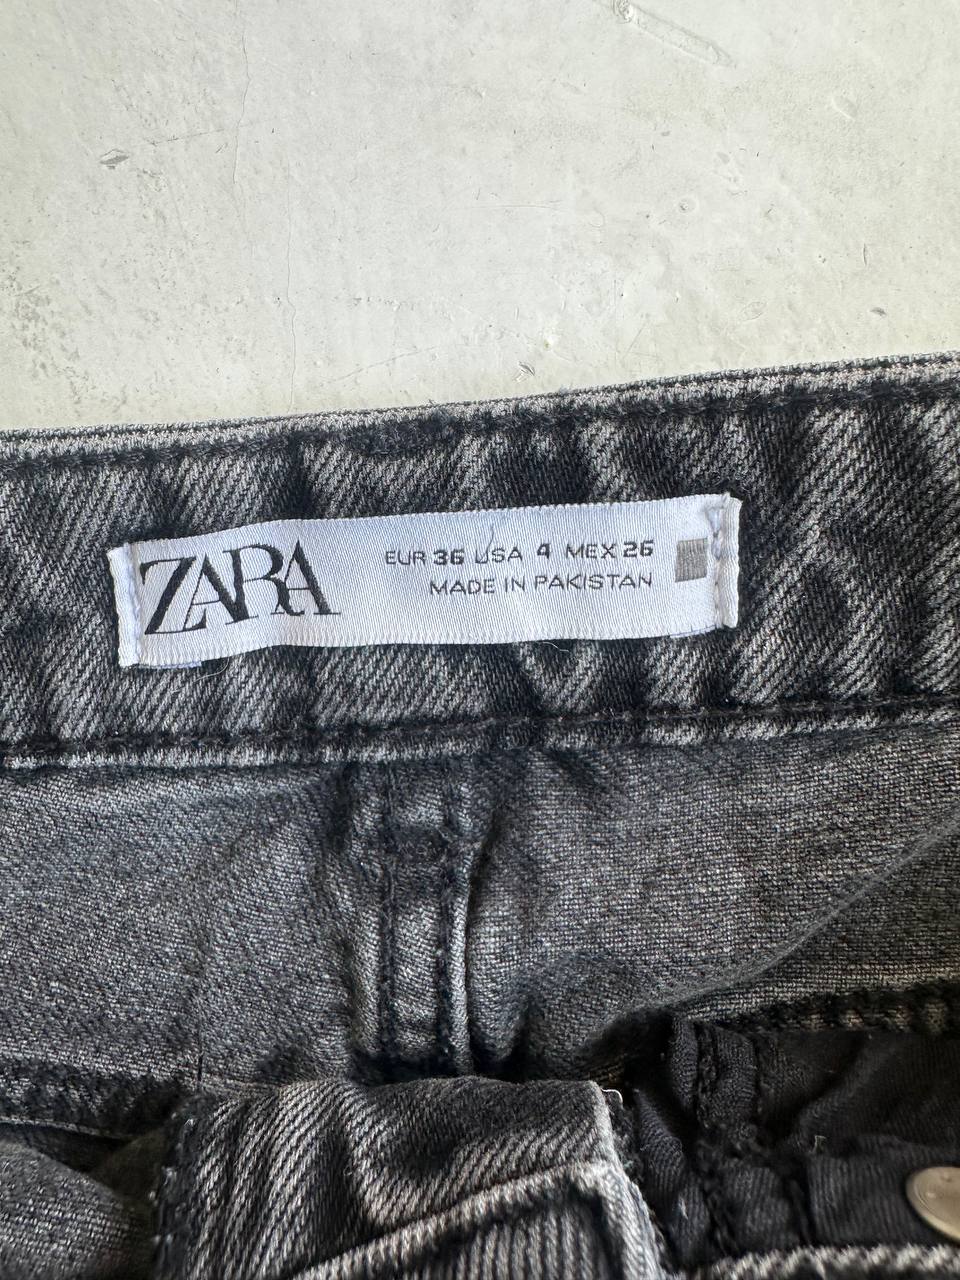 ZARA
EUR 36 USA 4 MEX 26
MADE IN PAKISTAN